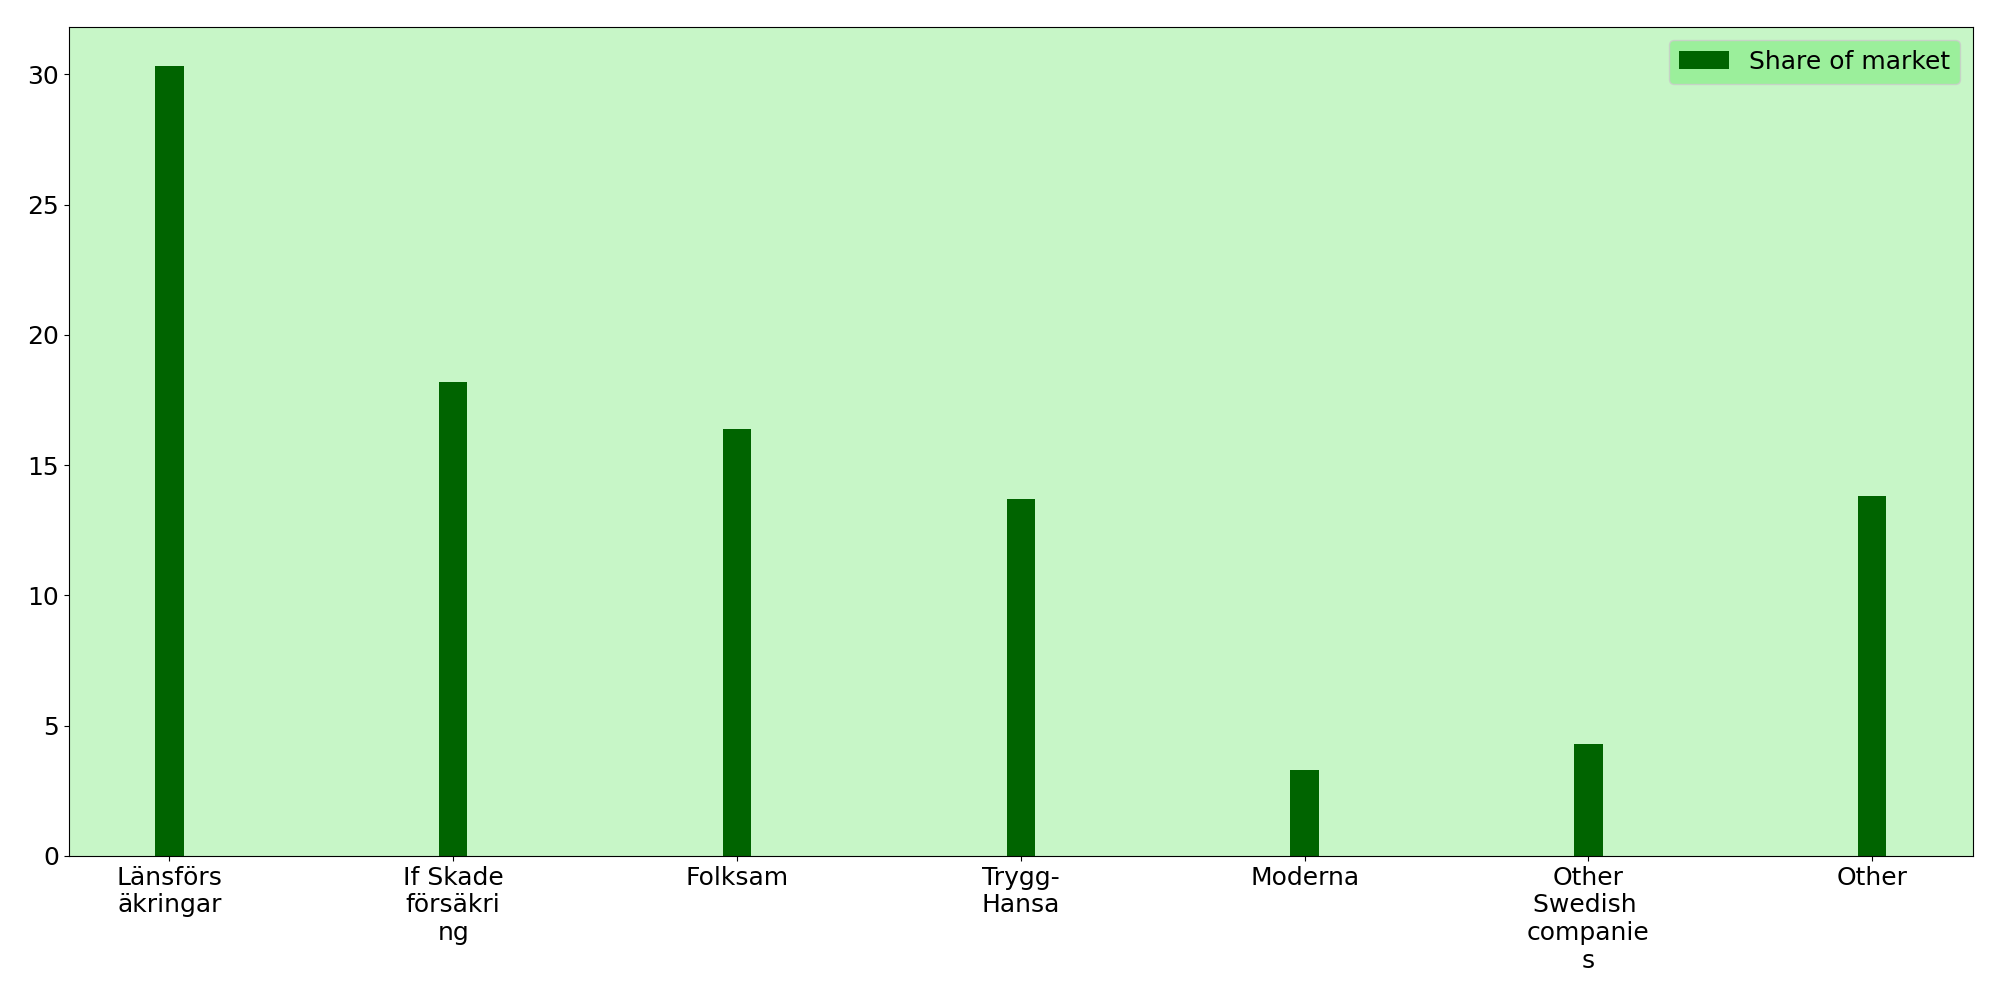 Share of market
30
25
20
15
10
5
0
Länsförs
äkringar
If Skade
försäkri
ng
Folksam
Trygg-
Hansa
Moderna
Other
Swedish
companie
s
Other